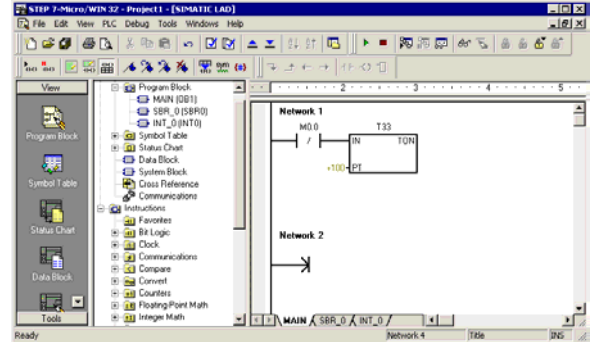 STEP 7-Micro/WIN 32 - Project1 - [SIMATIC LAD]
File Edit View PLC Debug Tools Windows Help
View
Program Block
Symbol Table
Status Chart
Data Block
Tools
Program Block
MAIN (OB1)
SBR_0 (SBR0)
INT_0 (INT0)
Symbol Table
Status Chart
Data Block
System Block
Cross Reference
Communications
Instructions
Favorites
Bit Logic
Clock
Communications
Compare
Convert
Counters
Floating-Point Math
Integer Math
2 3 4 5
Network 1
M0.0 T33
/ IN TON
+100 PT
Network 2
MAIN SBR_0 INT_0
Ready Network 4 Title INS